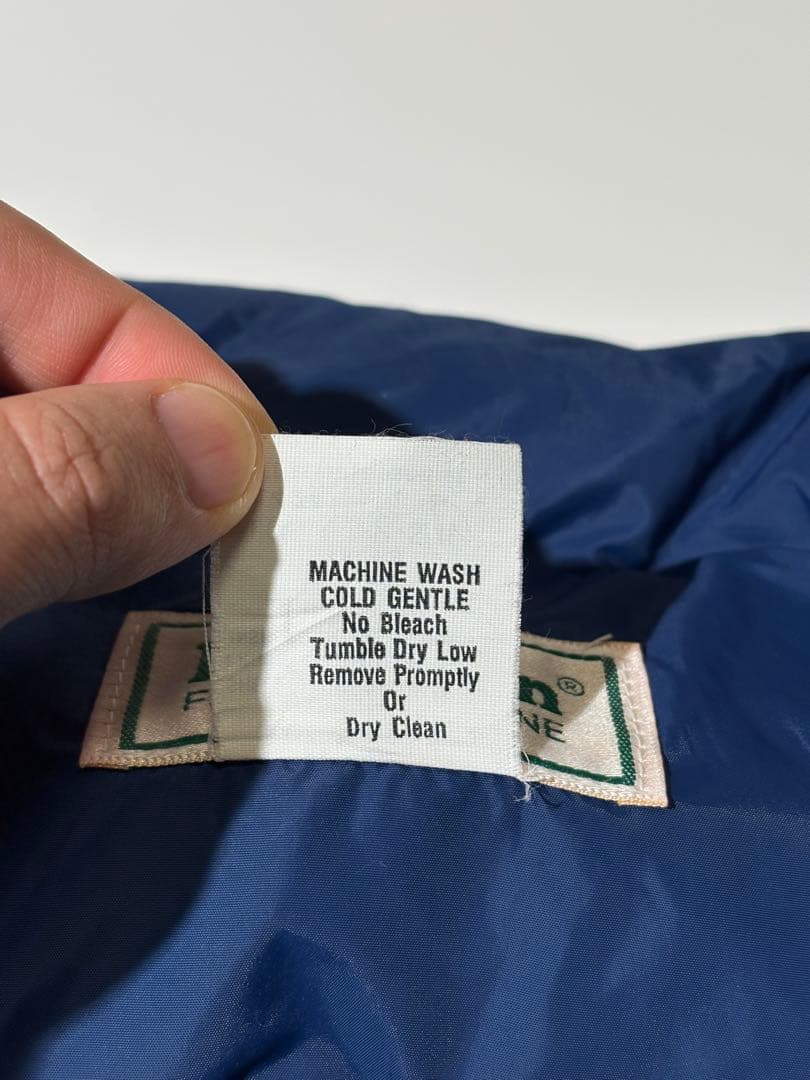 MACHINE WASH
COLD GENTLE
No Bleach
Tumble Dry Low
Remove Promptly
Or
Dry Clean
®